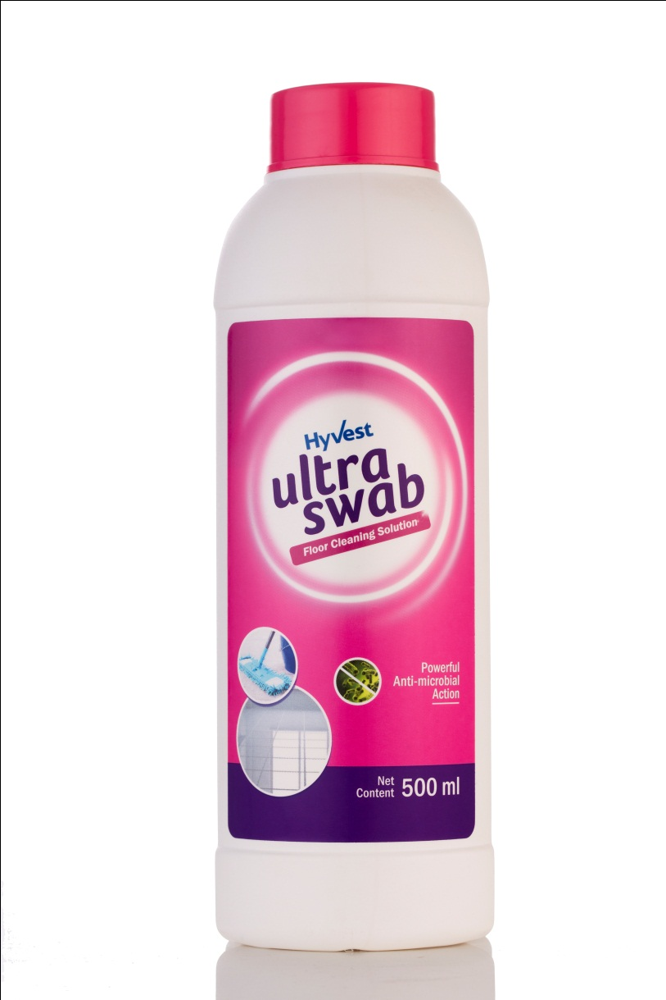 HyVest
ultra
swab
Floor Cleaning Solution
Powerful
Anti-microbial
Action
Net
Content 500 ml